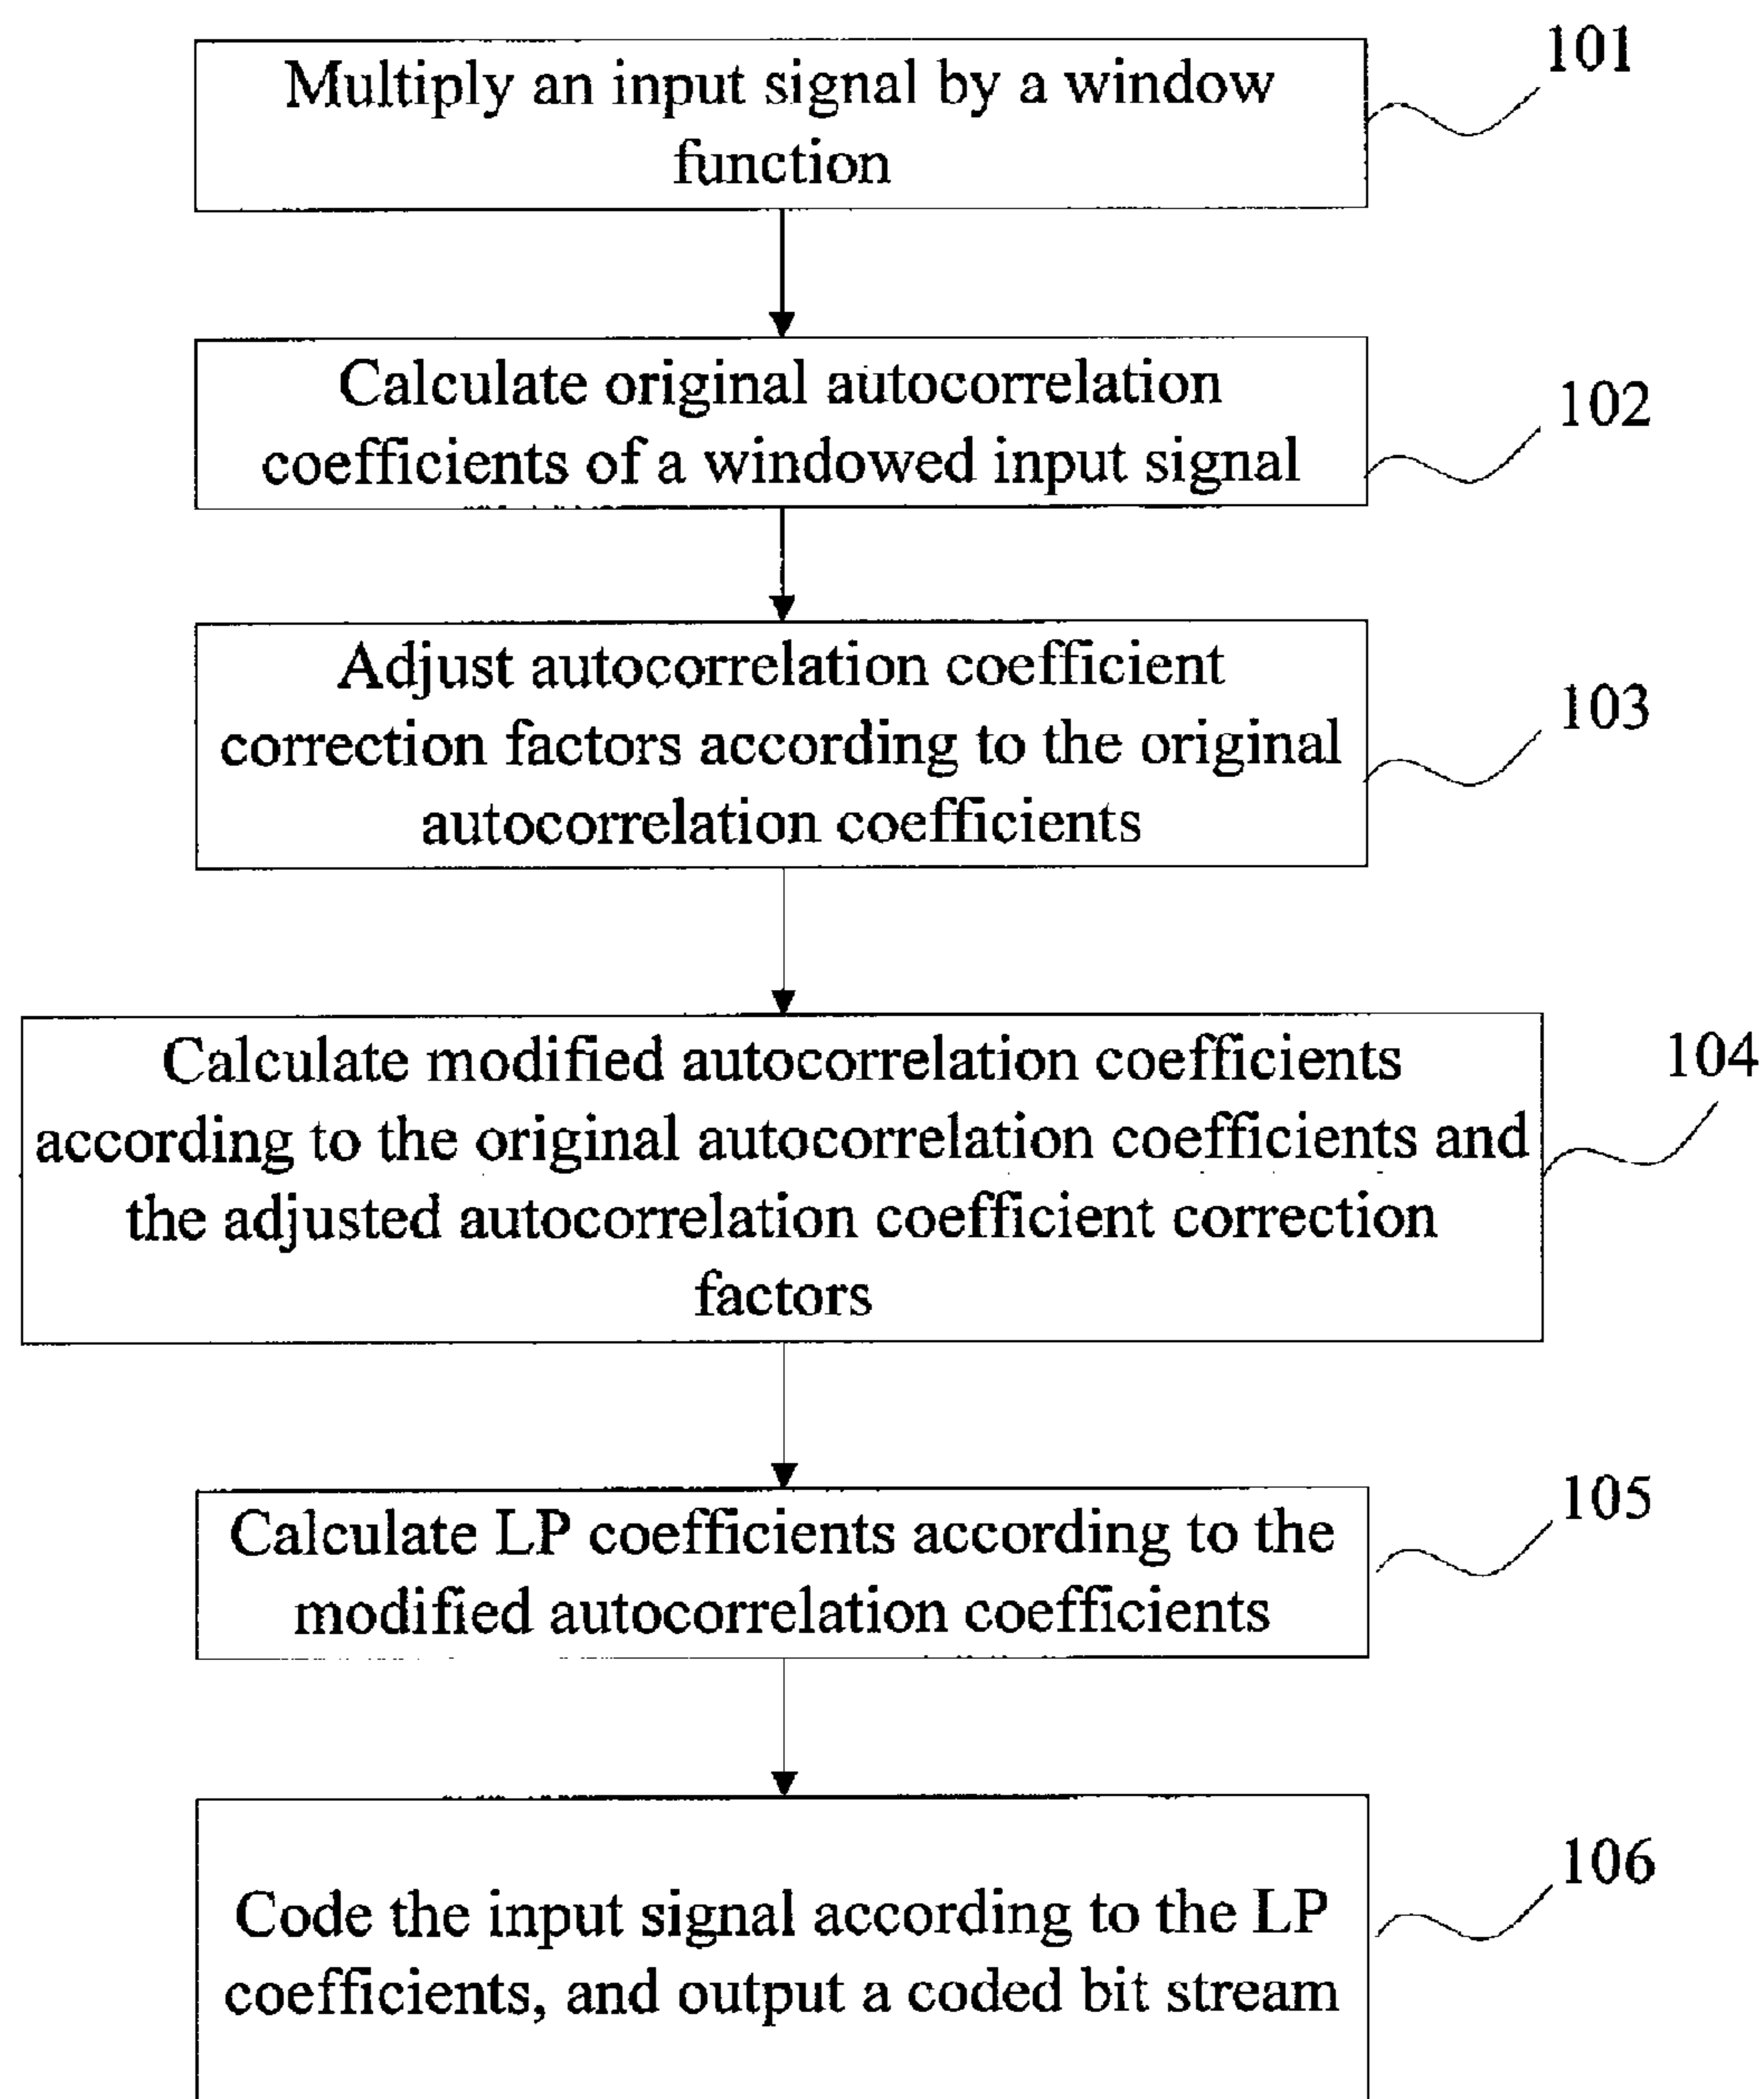 101
Multiply an input signal by a window
function
Calculate original autocorrelation
102
coefficients of a windowed input signal
Adjust autocorrelation coefficient
103
correction factors according to the original
autocorrelation coefficients
104
Calculate modified autocorrelation coefficients
according to the original autocorrelation coefficients and
the adjusted autocorrelation coefficient correction
factors
105
Calculate LP coefficients according to the
modified autocorrelation coefficients
106
Code the input signal according to the LP
coefficients, and output a coded bit stream